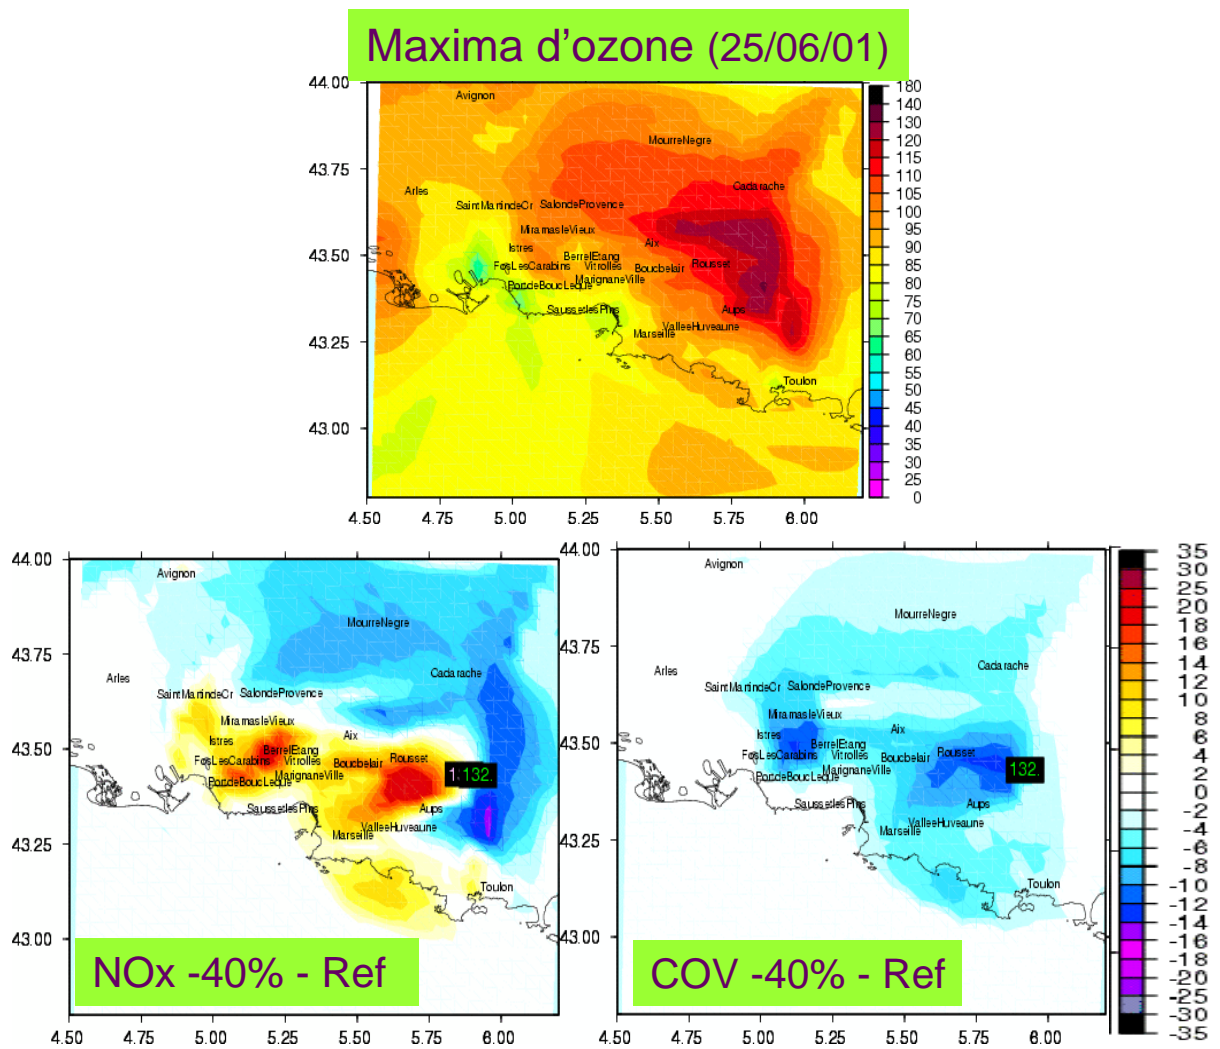 Maxima d'ozone (25/06/01)
44.00
43.75
43.50
43.25
43.00
4.50 4.75 5.00 5.25 5.50 5.75 6.00
Avignon
MourreNegre
Arles
Cadarache
SaintMartindeCr SalondeProvence
MiramasleVieux
Istres
Aix
BerrelEtang
FosLesCarabins Vitrolles
Boucbelair
Rousset
MarignaneVille
PortdeBoucLeque
SaussetlesPins
Aups
Marseille
ValleeHuveaune
Toulon
180
140
130
120
115
110
105
100
95
90
85
80
75
70
65
60
55
50
45
40
35
30
25
0
44.00
43.75
43.50
43.25
43.00
4.50 4.75 5.00 5.25 5.50 5.75 6.00
Avignon
MourreNegre
Arles
Cadarache
SaintMartindeCr SalondeProvence
MiramasleVieux
Istres
Aix
BerrelEtang
FosLesCarabins Vitrolles
Boucbelair
Rousset
MarignaneVille
PortdeBoucLeque
132.
SaussetlesPins
Aups
Marseille
ValleeHuveaune
Toulon
NOx -40% - Ref
44.00
43.75
43.50
43.25
43.00
4.50 4.75 5.00 5.25 5.50 5.75 6.00
Avignon
MourreNegre
Arles
Cadarache
SaintMartindeCr SalondeProvence
MiramasleVieux
Istres
Aix
BerrelEtang
FosLesCarabins Vitrolles
Boucbelair
Rousset
MarignaneVille
PortdeBoucLeque
132.
SaussetlesPins
Aups
Marseille
ValleeHuveaune
Toulon
COV -40% - Ref
35
30
25
20
16
14
12
10
8
6
4
2
0
-2
-4
-6
-8
-10
-12
-14
-16
-18
-20
-25
-30
-35